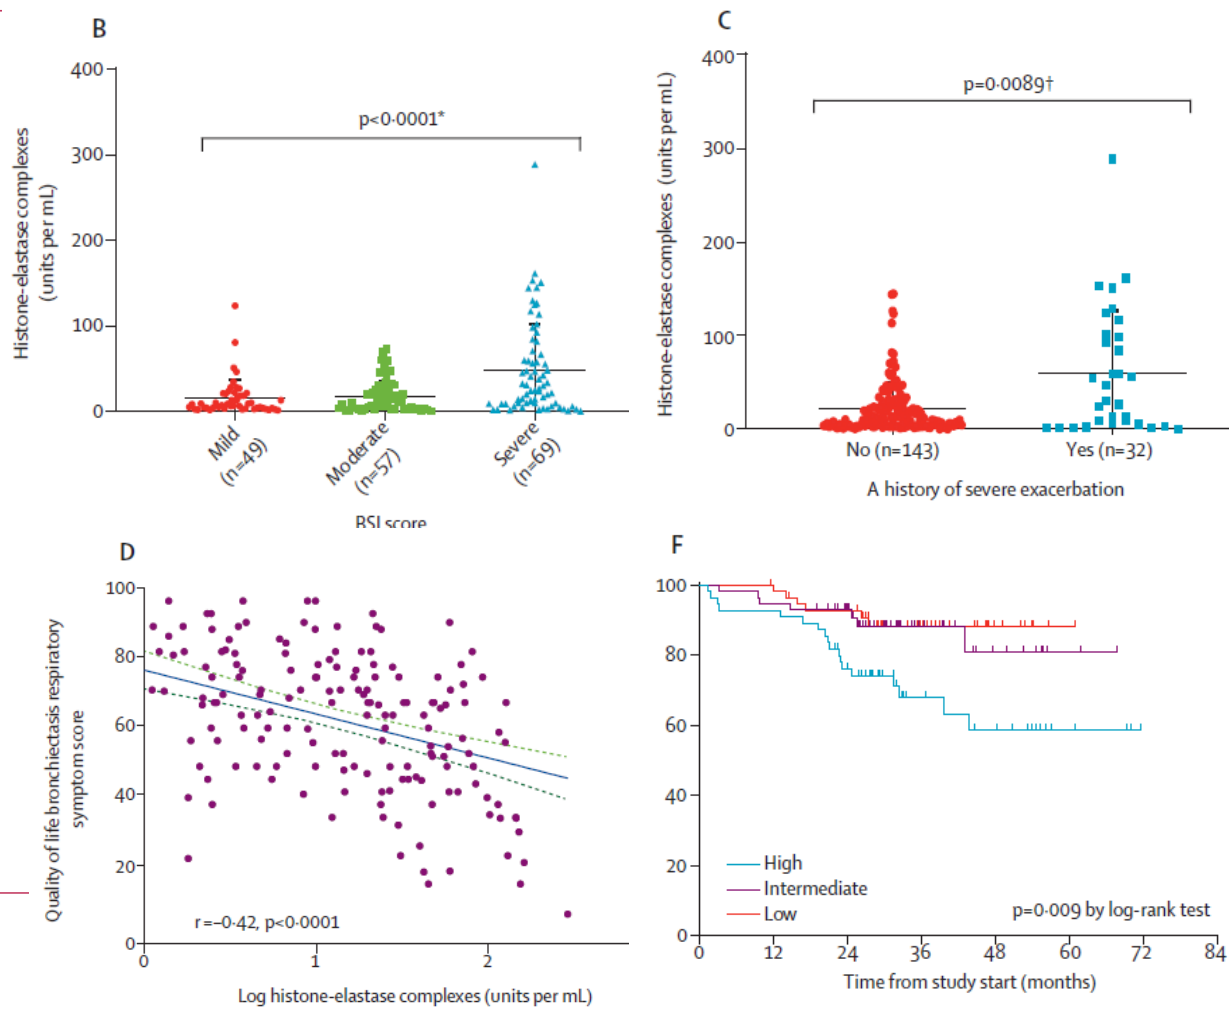 B
Histone-elastase complexes
(units per mL)
400
300
200
100
0
p<0·0001*
Mild
(n=49)
Moderate
(n=57)
Severe
(n=69)
BSI score
C
Histone-elastase complexes (units per mL)
400
300
200
100
0
p=0·0089†
No (n=143)
Yes (n=32)
A history of severe exacerbation
D
Quality of life bronchiectasis respiratory
symptom score
100
80
60
40
20
0
r=–0·42, p<0·0001
0
1
2
Log histone-elastase complexes (units per mL)
F
100
80
60
40
20
0
High
Intermediate
Low
p=0·009 by log-rank test
0
12
24
36
48
60
72
84
Time from study start (months)